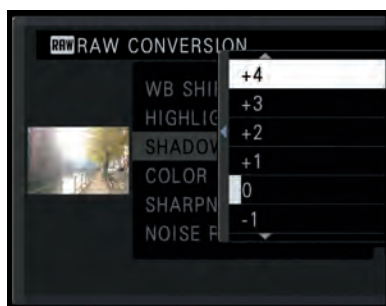 RAW RAW CONVERSION
WB SHI
HIGHLIG
SHADOW
COLOR
SHARPN
NOISE R
+4
+3
+2
+1
0
-1